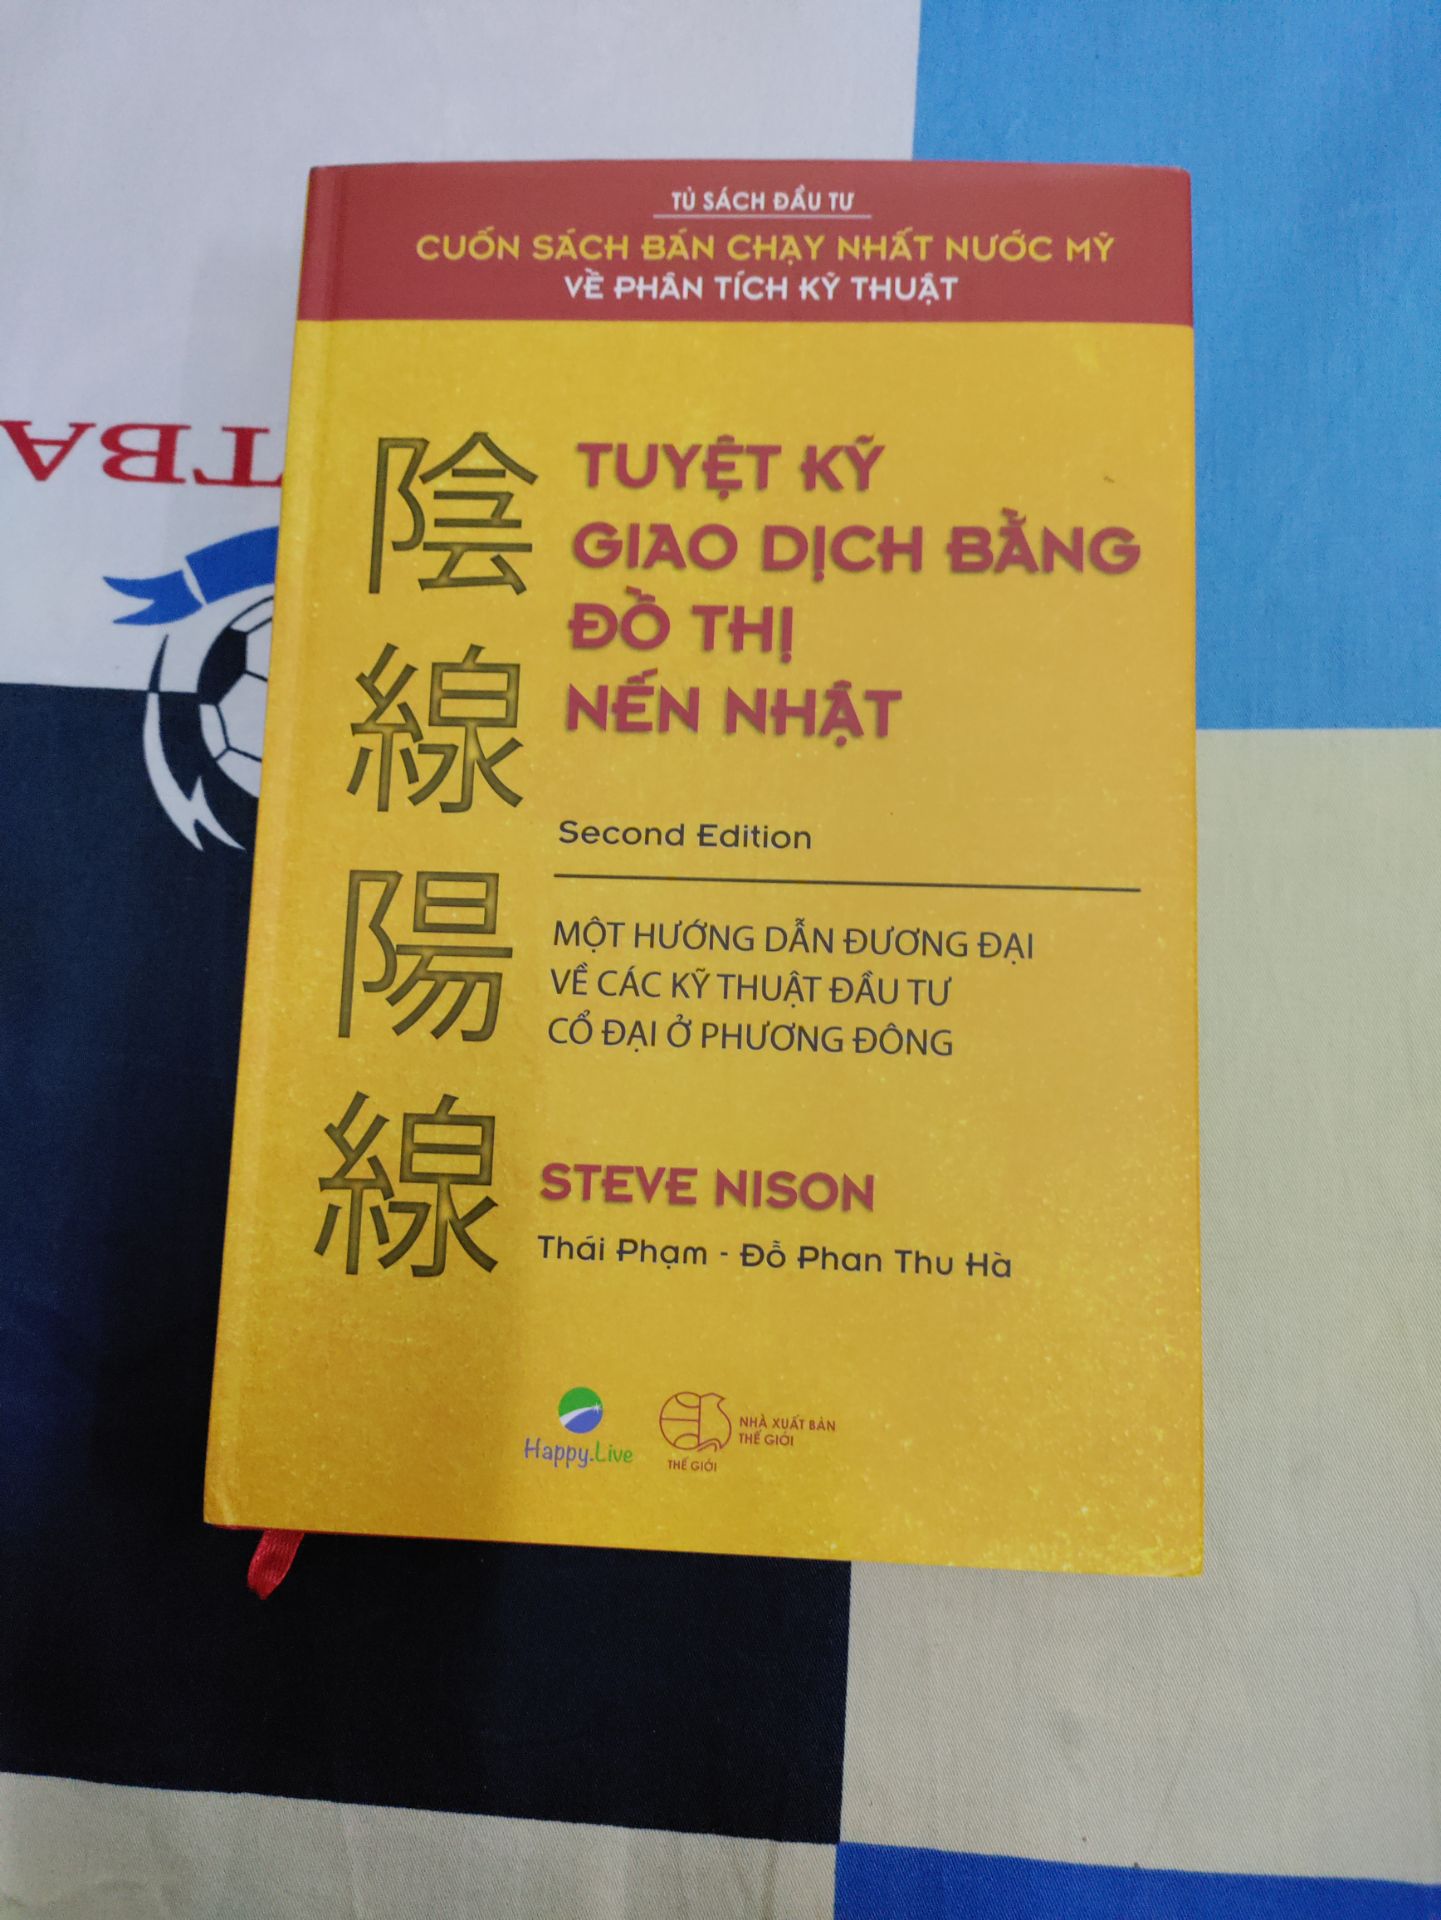 TỦ SÁCH ĐẦU TƯ
CUỐN SÁCH BÁN CHẠY NHẤT NƯỚC MỸ
VỀ PHÂN TÍCH KỸ THUẬT
陰
線
陽
線
TUYỆT KỸ
GIAO DỊCH BẰNG
ĐỒ THỊ
NẾN NHẬT
Second Edition
MỘT HƯỚNG DẪN ĐƯƠNG ĐẠI
VỀ CÁC KỸ THUẬT ĐẦU TƯ
CỔ ĐẠI Ở PHƯƠNG ĐÔNG
STEVE NISON
Thái Phạm - Đỗ Phan Thu Hà
Happy.Live
NHÀ XUẤT BẢN
THẾ GIỚI
THẾ GIỚI
TBA